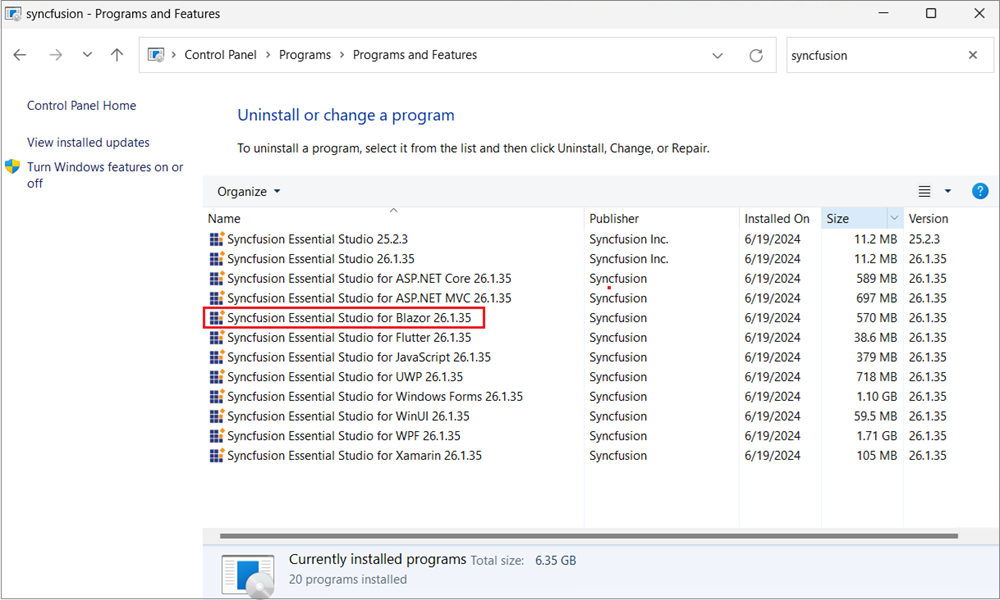 syncfusion - Programs and Features
Control Panel > Programs > Programs and Features
syncfusion
Control Panel Home
View installed updates
Turn Windows features on or
off
Uninstall or change a program
To uninstall a program, select it from the list and then click Uninstall, Change, or Repair.
Organize
Name Publisher Installed On Size Version
Syncfusion Essential Studio 25.2.3 Syncfusion Inc. 6/19/2024 11.2 MB 25.2.3
Syncfusion Essential Studio 26.1.35 Syncfusion Inc. 6/19/2024 11.2 MB 26.1.35
Syncfusion Essential Studio for ASP.NET Core 26.1.35 Syncfusion 6/19/2024 589 MB 26.1.35
Syncfusion Essential Studio for ASP.NET MVC 26.1.35 Syncfusion 6/19/2024 697 MB 26.1.35
Syncfusion Essential Studio for Blazor 26.1.35 Syncfusion 6/19/2024 570 MB 26.1.35
Syncfusion Essential Studio for Flutter 26.1.35 Syncfusion 6/19/2024 38.6 MB 26.1.35
Syncfusion Essential Studio for JavaScript 26.1.35 Syncfusion 6/19/2024 379 MB 26.1.35
Syncfusion Essential Studio for UWP 26.1.35 Syncfusion 6/19/2024 718 MB 26.1.35
Syncfusion Essential Studio for Windows Forms 26.1.35 Syncfusion 6/19/2024 1.10 GB 26.1.35
Syncfusion Essential Studio for WinUI 26.1.35 Syncfusion 6/19/2024 59.5 MB 26.1.35
Syncfusion Essential Studio for WPF 26.1.35 Syncfusion 6/19/2024 1.71 GB 26.1.35
Syncfusion Essential Studio for Xamarin 26.1.35 Syncfusion 6/19/2024 105 MB 26.1.35
Currently installed programs Total size: 6.35 GB
20 programs installed